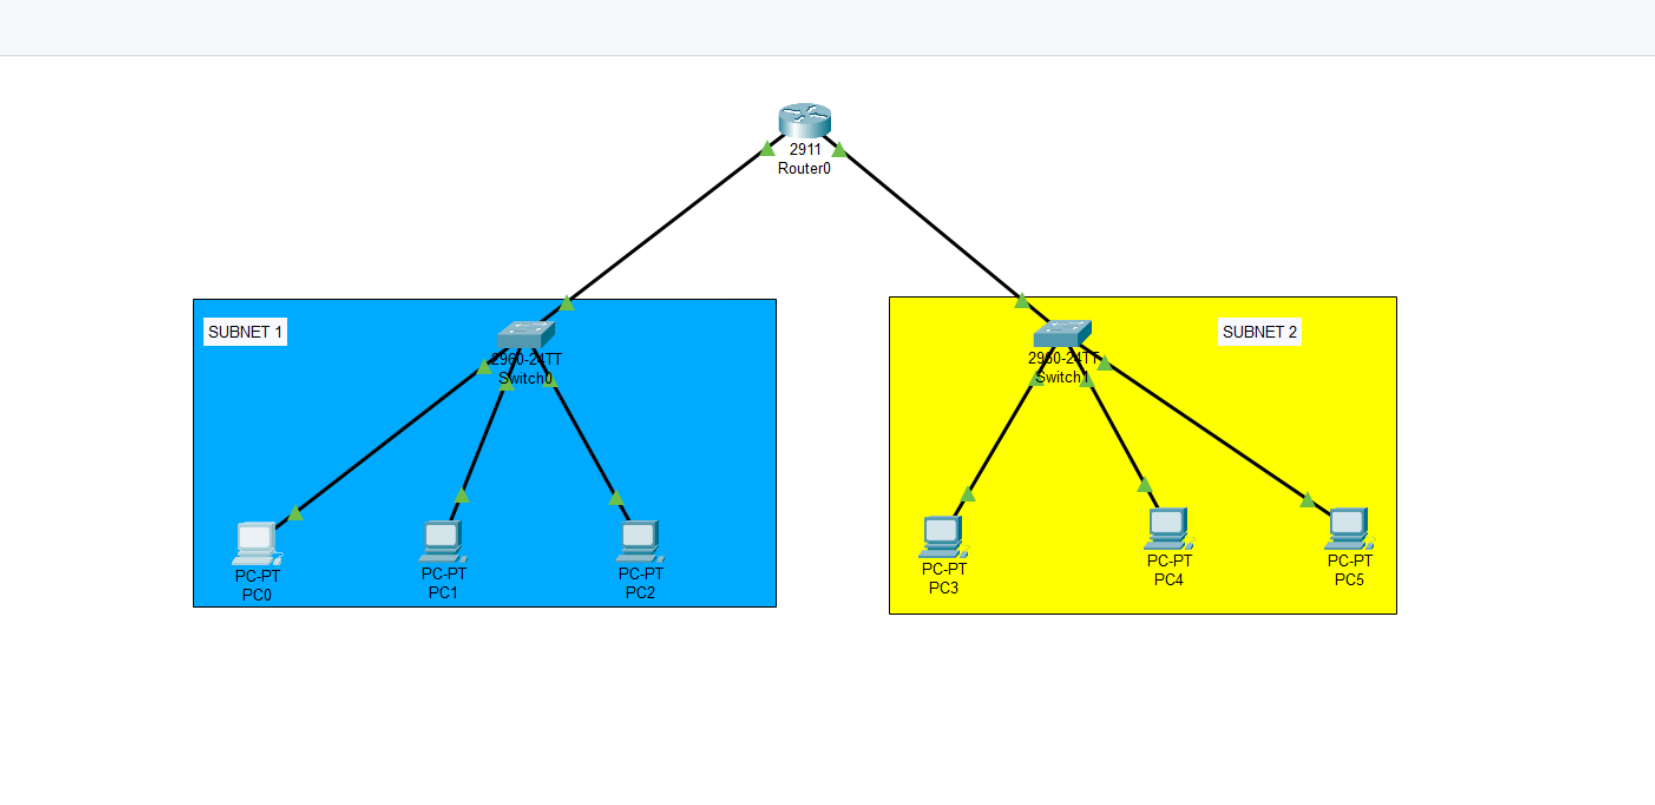 2911
Router0
SUBNET 1
2960-24TT
Switch0
PC-PT
PC0
PC-PT
PC1
PC-PT
PC2
SUBNET 2
2960-24TT
Switch1
PC-PT
PC3
PC-PT
PC4
PC-PT
PC5